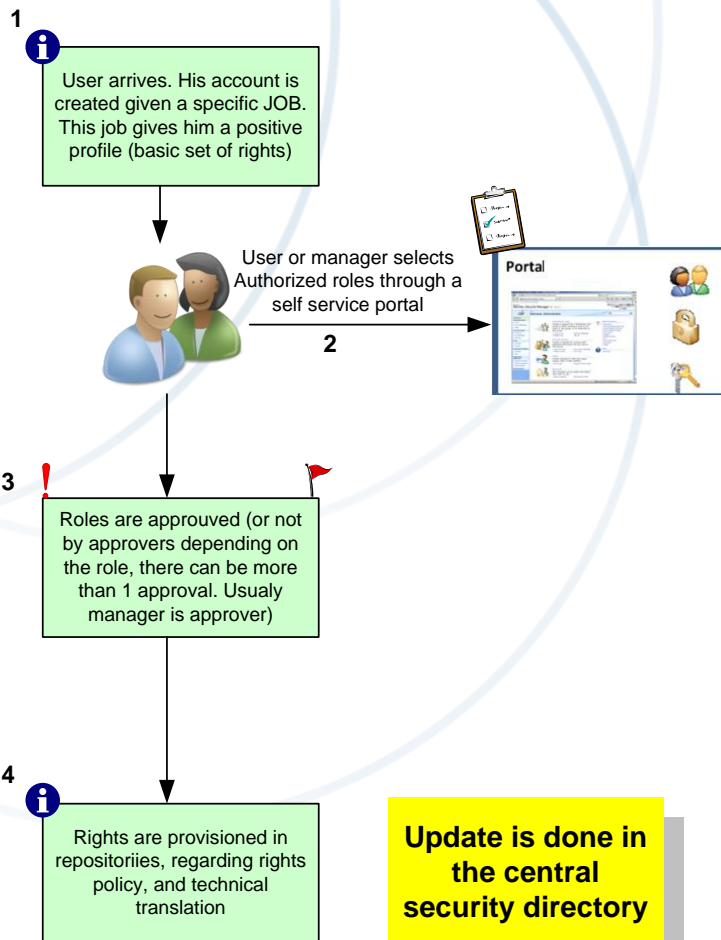 1
User arrives. His account is
created given a specific JOB.
This job gives him a positive
profile (basic set of rights)
User or manager selects
Authorized roles through a
self service portal
2
Portal
3
Roles are approuved (or not
by approvers depending on
the role, there can be more
than 1 approval. Usualy
manager is approver)
4
Rights are provisioned in
repositoriies, regarding rights
policy, and technical
translation
Update is done in
the central
security directory